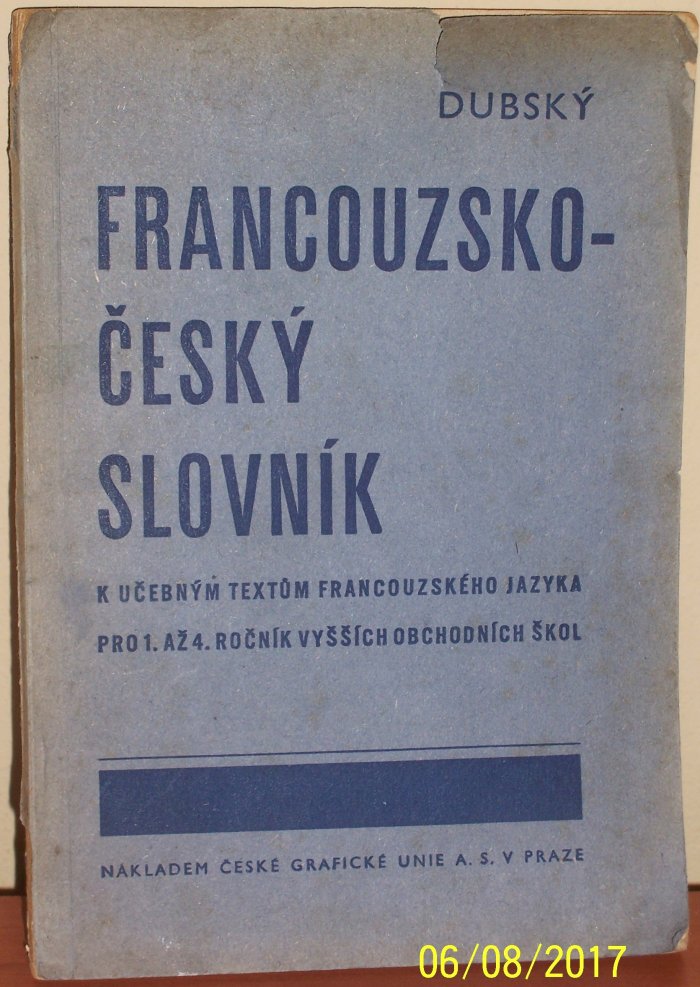 DUBSKÝ
FRANCOUZSKO-
ČESKÝ
SLOVNÍK
K UČEBNÝM TEXTŮM FRANCOUZSKÉHO JAZYKA
PRO 1. AŽ 4. ROČNÍK VYŠŠÍCH OBCHODNÍCH ŠKOL
NÁKLADEM ČESKÉ GRAFICKÉ UNIE A. S. V PRAZE
06/08/2017